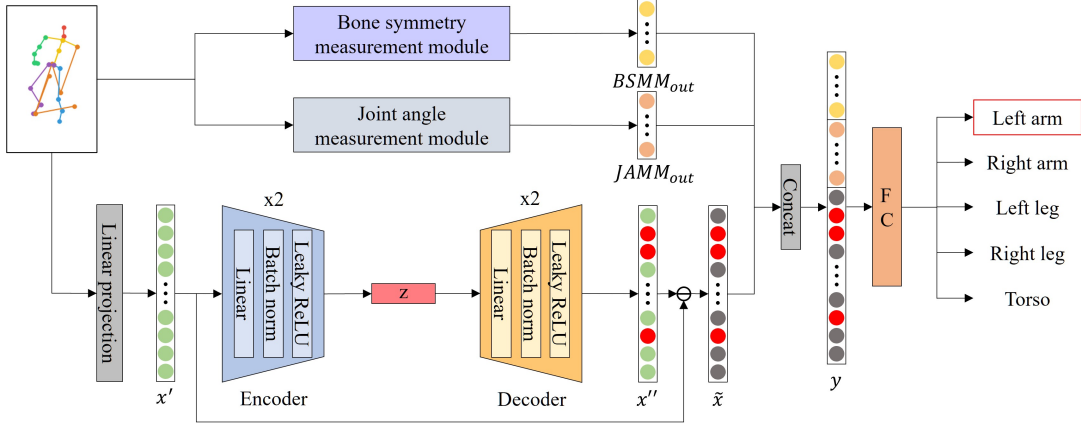 Bone symmetry
measurement module
BSMM_out
Joint angle
measurement module
JAMM_out
Linear projection
x′
x2
Linear
Batch norm
Leaky ReLU
Encoder
z
x2
Linear
Batch norm
Leaky ReLU
Decoder
x′′
x̃
Concat
y
F
C
Left arm
Right arm
Left leg
Right leg
Torso